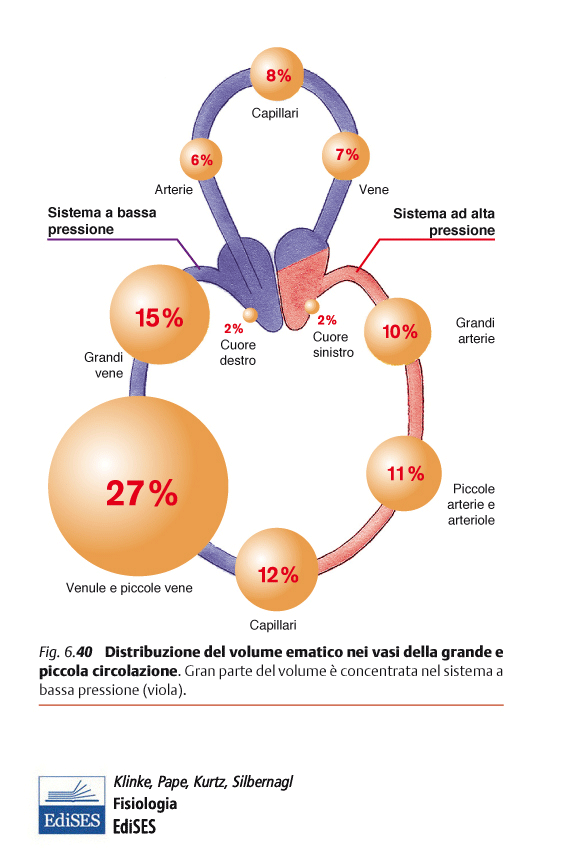 8%
Capillari
6%
7%
Arterie
Vene
Sistema a bassa
pressione
Sistema ad alta
pressione
15%
2%
Cuore
destro
2%
Cuore
sinistro
10%
Grandi
arterie
Grandi
vene
27%
11%
Piccole
arterie e
arteriole
12%
Venule e piccole vene
Capillari
Fig. 6.40 Distribuzione del volume ematico nei vasi della grande e
piccola circolazione. Gran parte del volume è concentrata nel sistema a
bassa pressione (viola).
Klinke, Pape, Kurtz, Silbernagl
Fisiologia
EdiSES
EdiSES